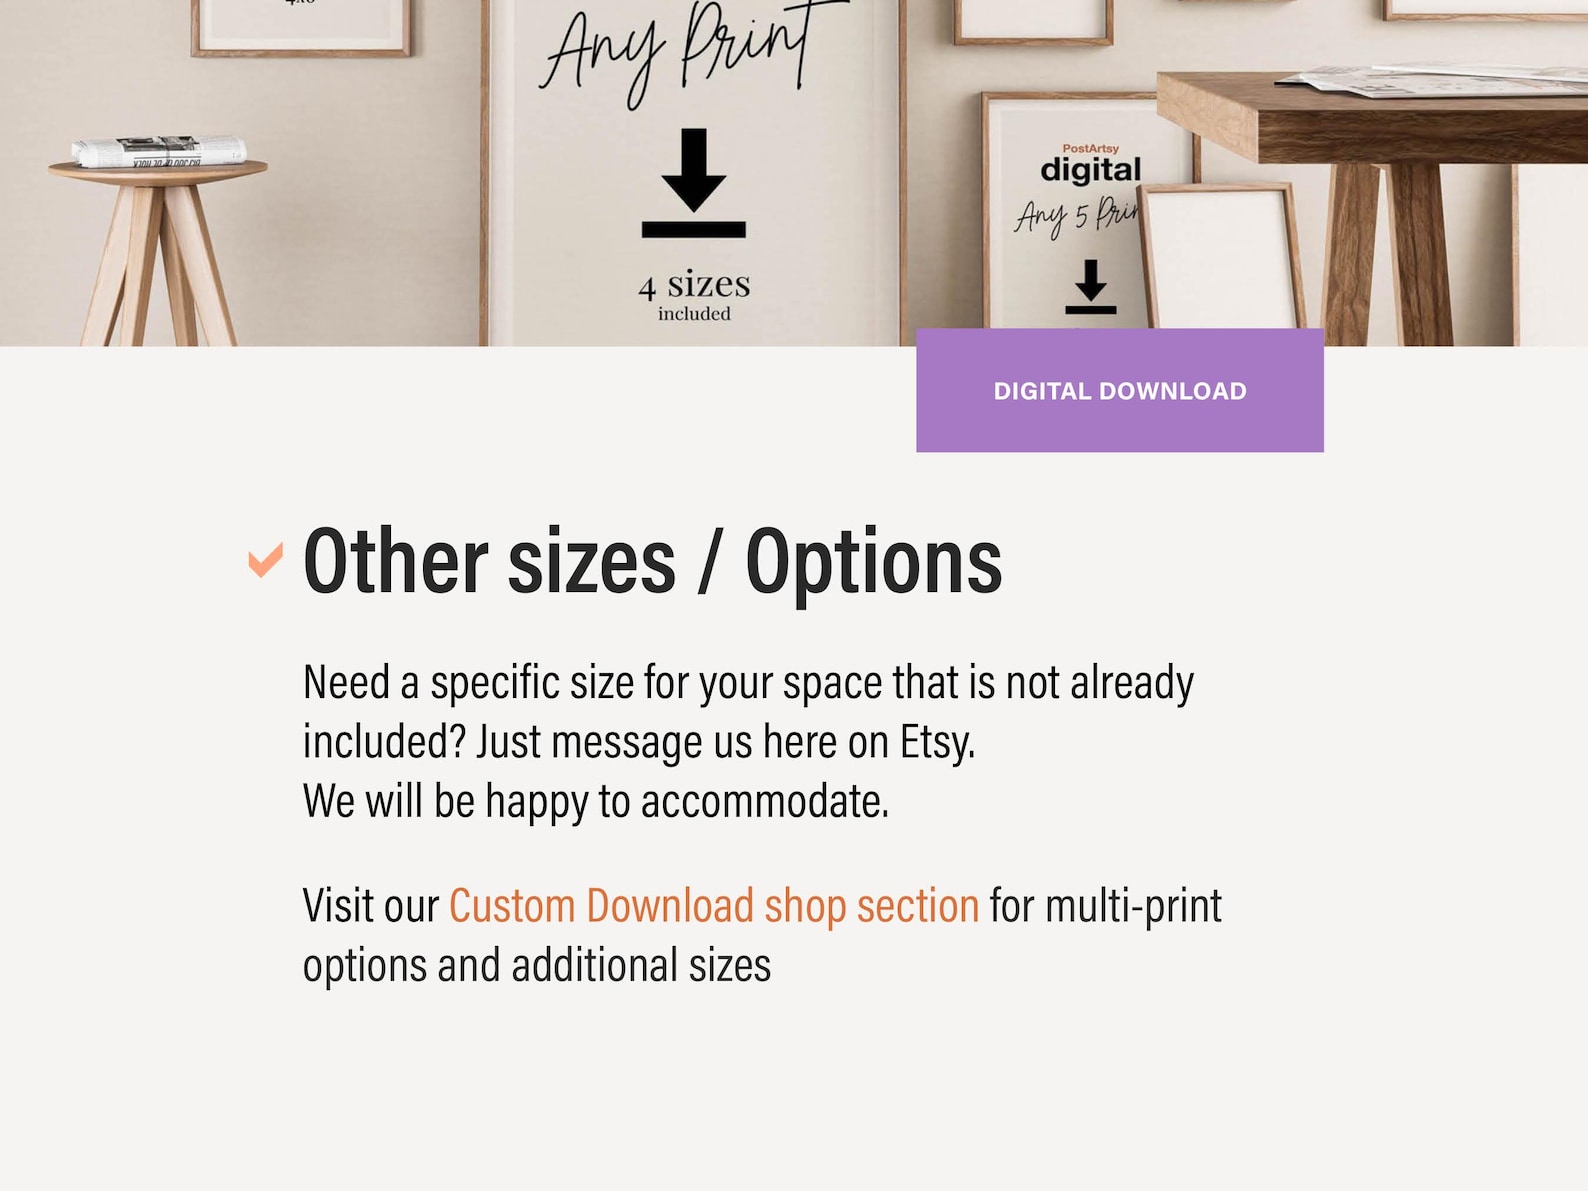 Any Print
4 sizes
included
PostArtsy
digital
Any 5
DIGITAL DOWNLOAD
Other sizes / Options
Need a specific size for your space that is not already
included? Just message us here on Etsy.
We will be happy to accommodate.
Visit our Custom Download shop section for multi-print
options and additional sizes